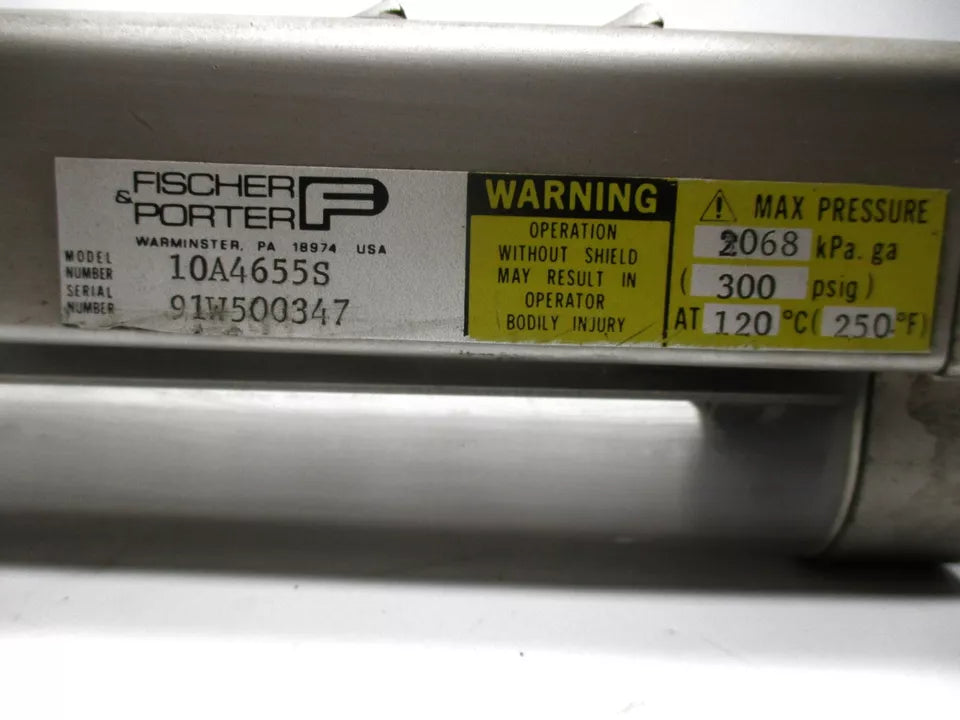 FISCHER
& PORTER
WARMINSTER, PA 18974 USA
MODEL
NUMBER 10A4655S
SERIAL
NUMBER 91W500347
WARNING
OPERATION
WITHOUT SHIELD
MAY RESULT IN
OPERATOR
BODILY INJURY
MAX PRESSURE
2068 kPa. ga
(300 psig)
AT 120 °C (250 °F)